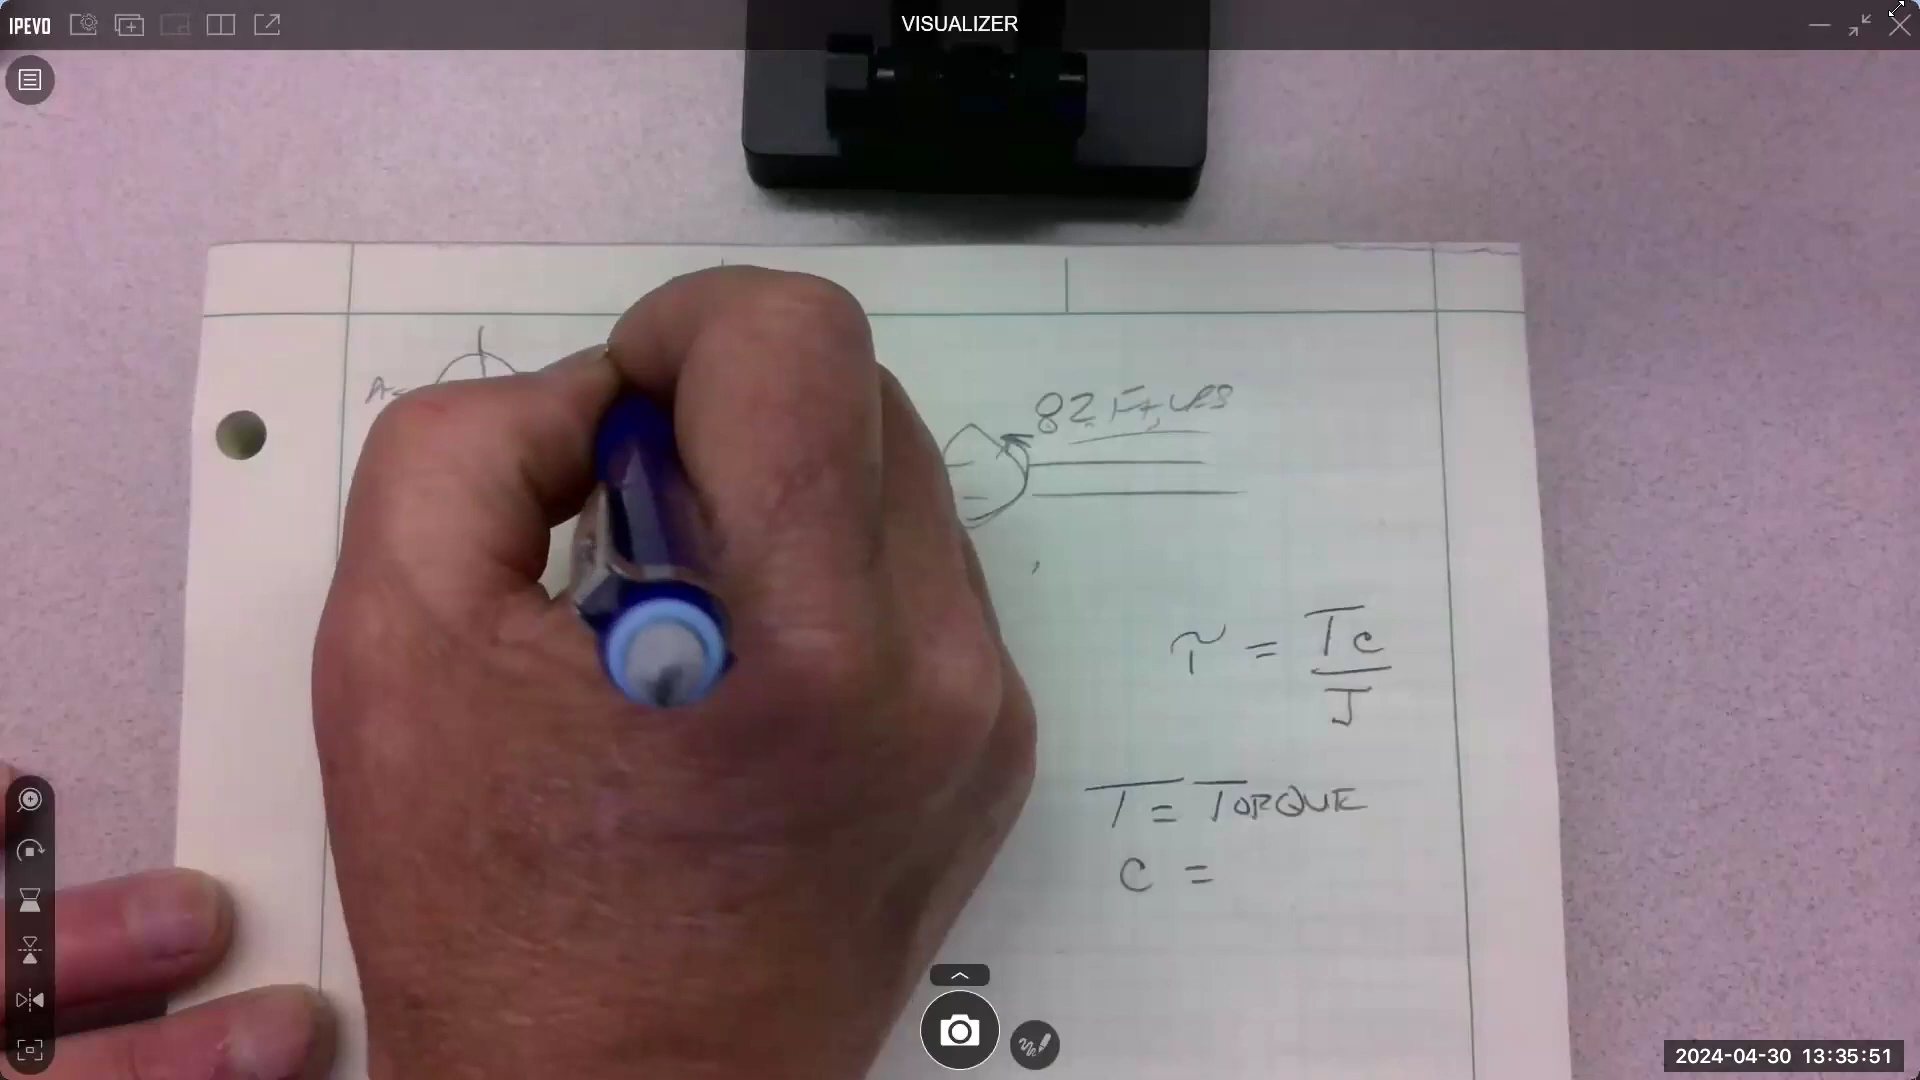 IPEVO
VISUALIZER
82 Ft LBS
τ = Tc
J
T = TORQUE
C =
2024-04-30 13:35:51